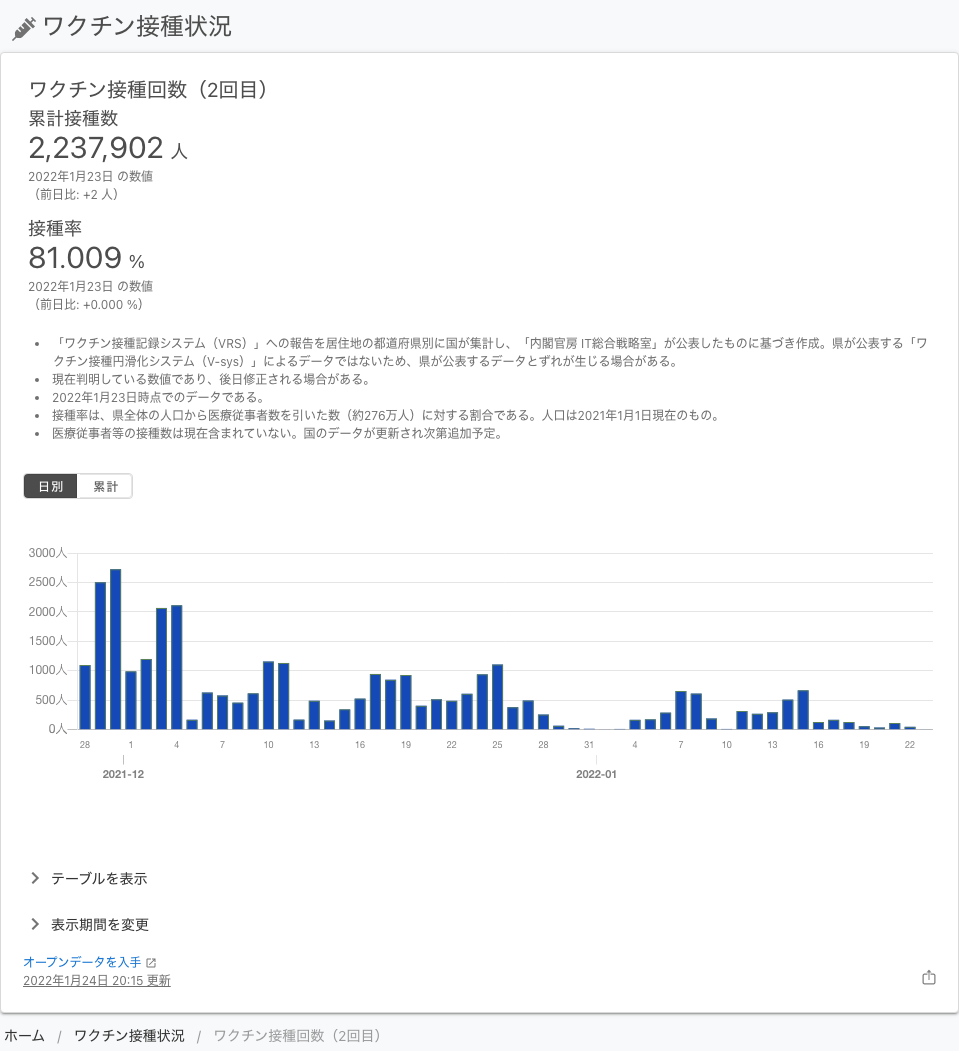 ワクチン接種状況
ワクチン接種回数（2回目）
累計接種数
2,237,902 人
2022年1月23日 の数値
（前日比: +2 人）
接種率
81.009 %
2022年1月23日 の数値
（前日比: +0.000 %）
• 「ワクチン接種記録システム（VRS）」への報告を居住地の都道府県別に国が集計し、「内閣官房 IT総合戦略室」が公表したものに基づき作成。県が公表する「ワ
クチン接種円滑化システム（V-sys）」によるデータではないため、県が公表するデータとずれが生じる場合がある。
• 現在判明している数値であり、後日修正される場合がある。
• 2022年1月23日時点でのデータである。
• 接種率は、県全体の人口から医療従事者数を引いた数（約276万人）に対する割合である。人口は2021年1月1日現在のもの。
• 医療従事者等の接種数は現在含まれていない。国のデータが更新され次第追加予定。
日別 累計
3000人
2500人
2000人
1500人
1000人
500人
0人
28 1 4 7 10 13 16 19 22 25 28 31 4 7 10 13 16 19 22
2021-12 2022-01
テーブルを表示
表示期間を変更
オープンデータを入手
2022年1月24日 20:15 更新
ホーム / ワクチン接種状況 / ワクチン接種回数（2回目）